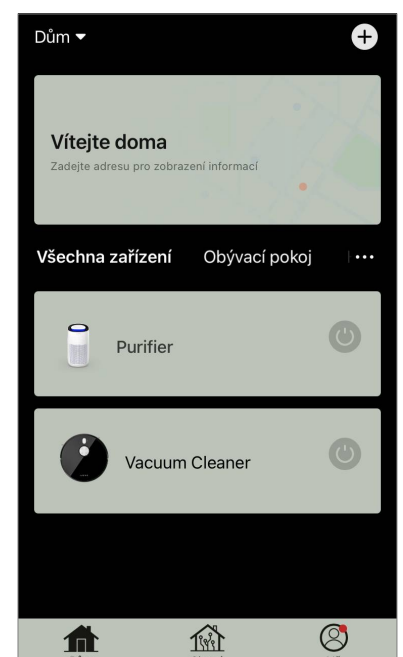 Dům
Vítejte doma
Zadejte adresu pro zobrazení informací
Všechna zařízení Obývací pokoj
Purifier
Vacuum Cleaner